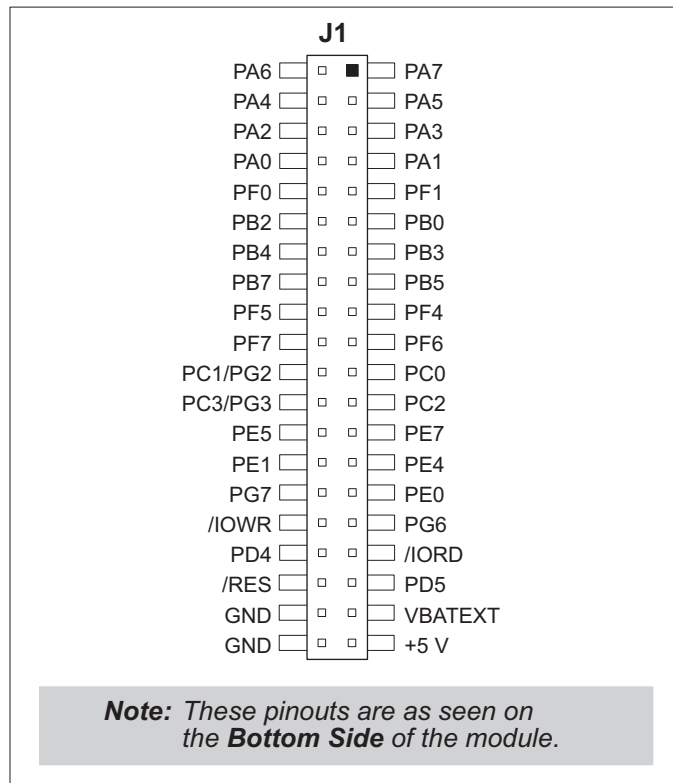 J1
PA6 PA7
PA4 PA5
PA2 PA3
PA0 PA1
PF0 PF1
PB2 PB0
PB4 PB3
PB7 PB5
PF5 PF4
PF7 PF6
PC1/PG2 PC0
PC3/PG3 PC2
PE5 PE7
PE1 PE4
PG7 PE0
/IOWR PG6
PD4 /IORD
/RES PD5
GND VBATEXT
GND +5 V
Note: These pinouts are as seen on
the Bottom Side of the module.